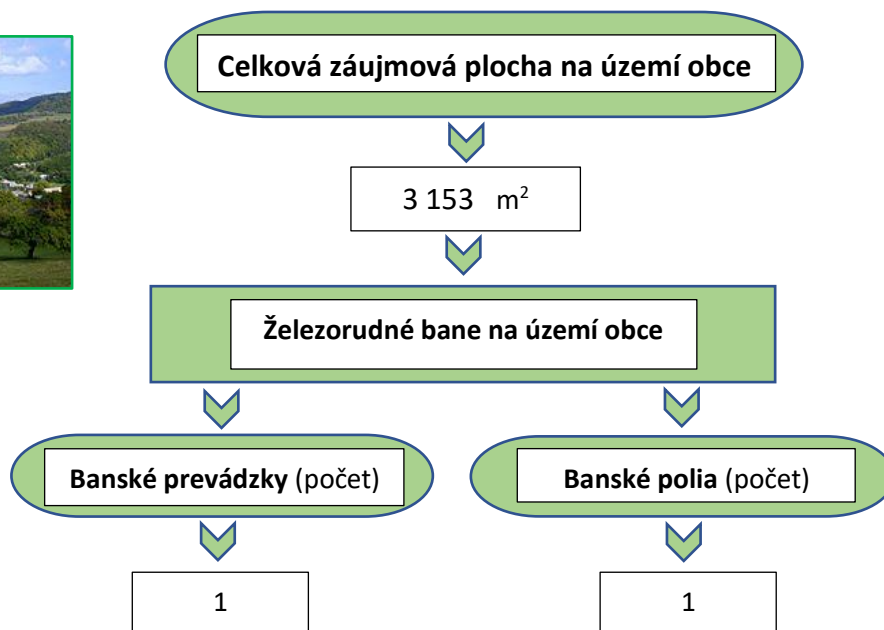 Celková záujmová plocha na území obce
3 153 m²
Železorudné bane na území obce
Banské prevádzky (počet)
Banské polia (počet)
1
1